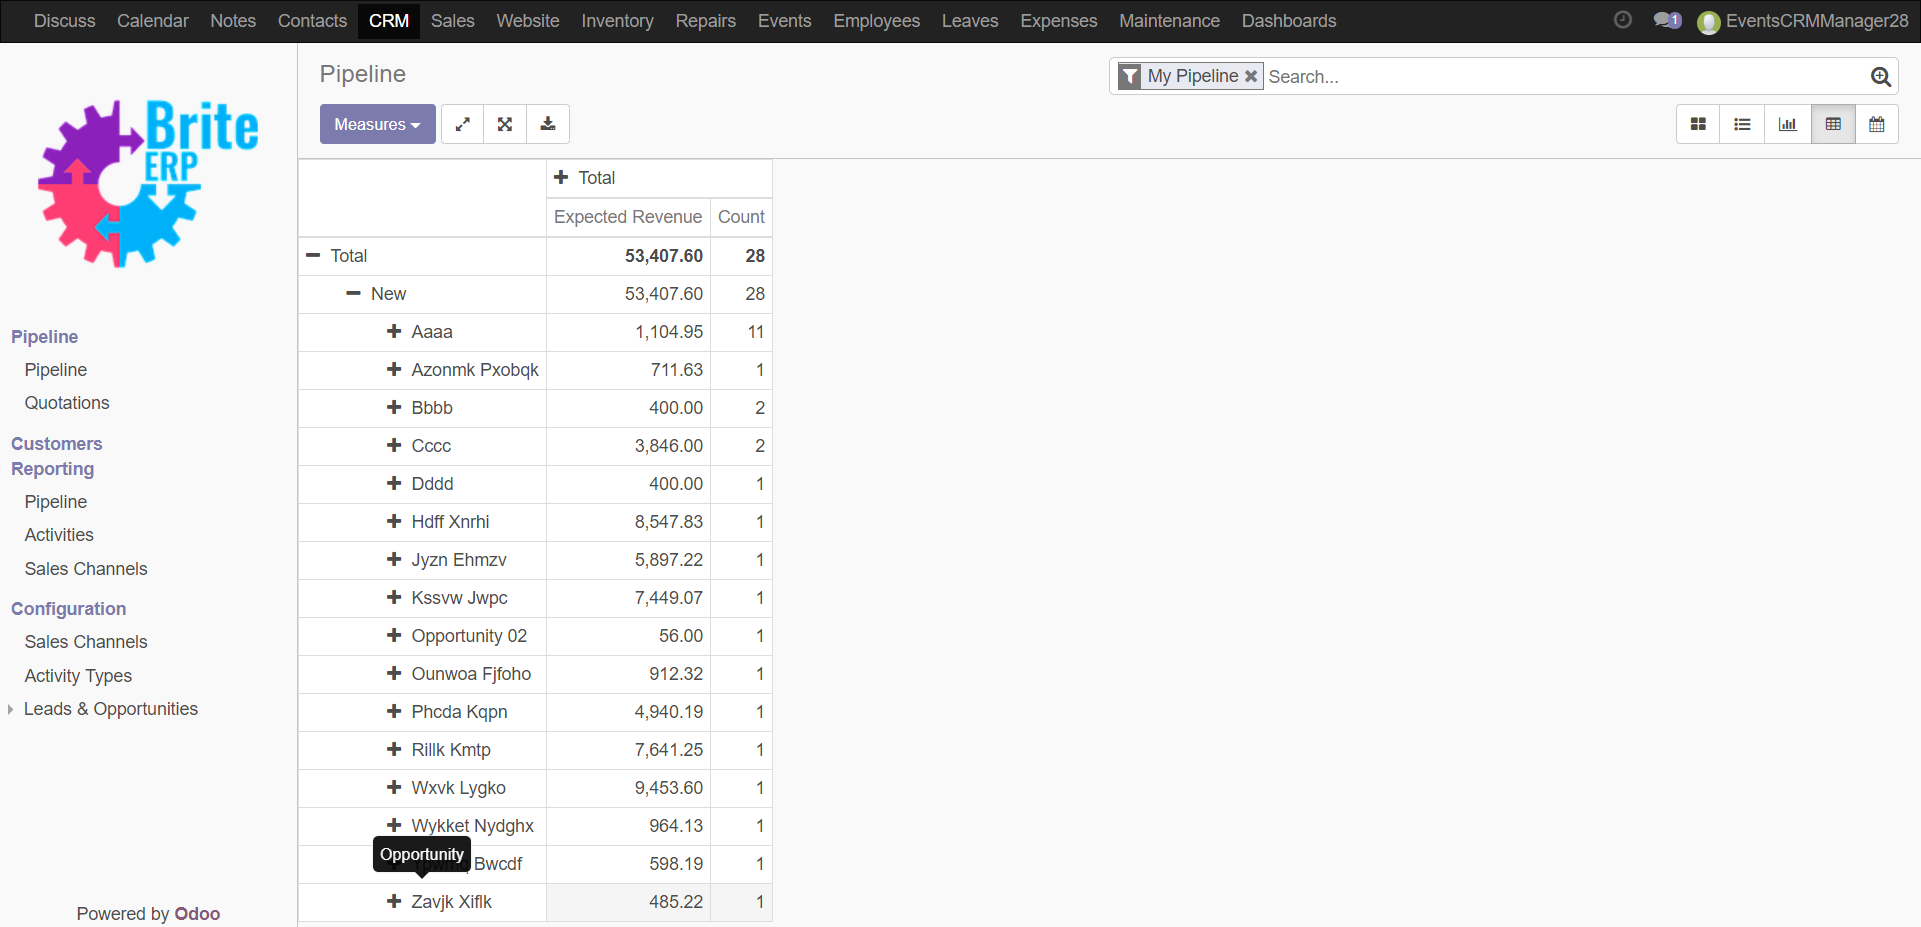 Discuss Calendar Notes Contacts CRM Sales Website Inventory Repairs Events Employees Leaves Expenses Maintenance Dashboards 1 EventsCRMManager28
Brite
ERP
Pipeline
Pipeline
Quotations
Customers
Reporting
Pipeline
Activities
Sales Channels
Configuration
Sales Channels
Activity Types
Leads & Opportunities
Powered by Odoo
Pipeline
My Pipeline Search...
Measures
Total
Expected Revenue Count
Total 53,407.60 28
New 53,407.60 28
Aaaa 1,104.95 11
Azonmk Pxobqk 711.63 1
Bbbb 400.00 2
Cccc 3,846.00 2
Dddd 400.00 1
Hdff Xnrhi 8,547.83 1
Jyzn Ehmzv 5,897.22 1
Kssvw Jwpc 7,449.07 1
Opportunity 02 56.00 1
Ounwoa Fjfoho 912.32 1
Phcda Kqpn 4,940.19 1
Rillk Kmtp 7,641.25 1
Wxvk Lygko 9,453.60 1
Wykket Nydghx 964.13 1
Opportunity
Bwcdf 598.19 1
Zavjk Xiflk 485.22 1